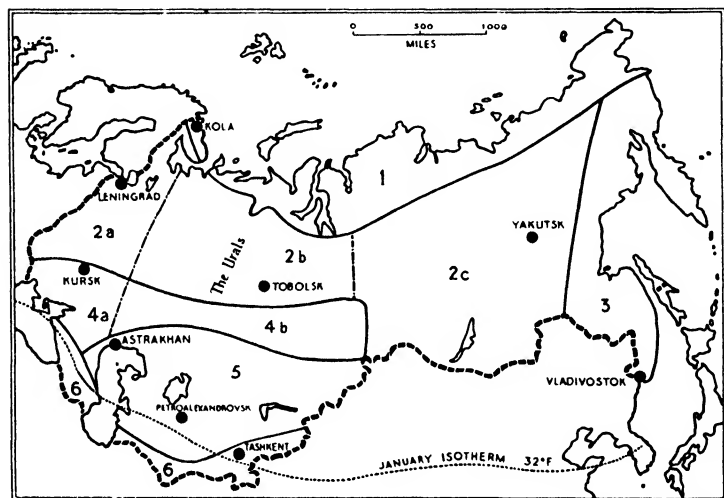 0 500 1000
MILES
KOLA
1
LENINGRAD
YAKUTSK
2a
The Urals
2b
2c
KURSK
TOBOLSK
3
4a
4b
ASTRAKHAN
5
VLADIVOSTOK
6
PETROALEXANDROVSK
TASHKENT
6
JANUARY ISOTHERM 32°F